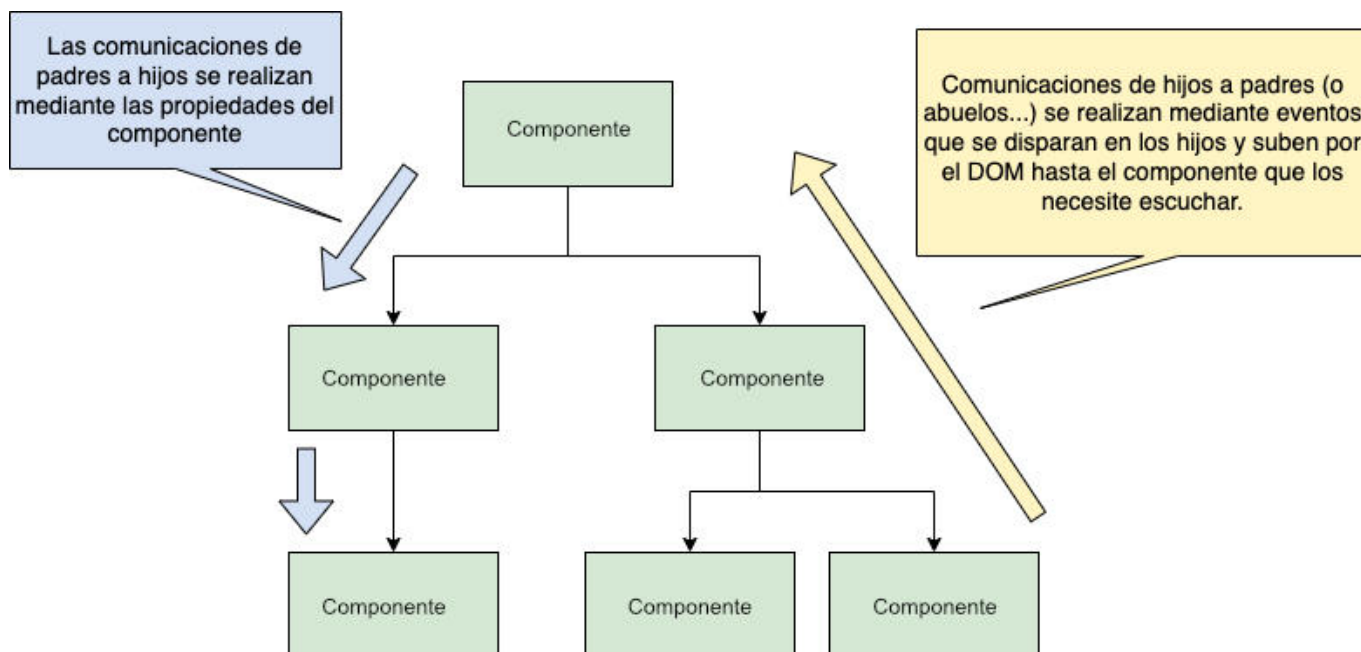 Las comunicaciones de
padres a hijos se realizan
mediante las propiedades del
componente
Comunicaciones de hijos a padres (o
abuelos...) se realizan mediante eventos
que se disparan en los hijos y suben por
el DOM hasta el componente que los
necesite escuchar.
Componente
Componente
Componente
Componente
Componente
Componente